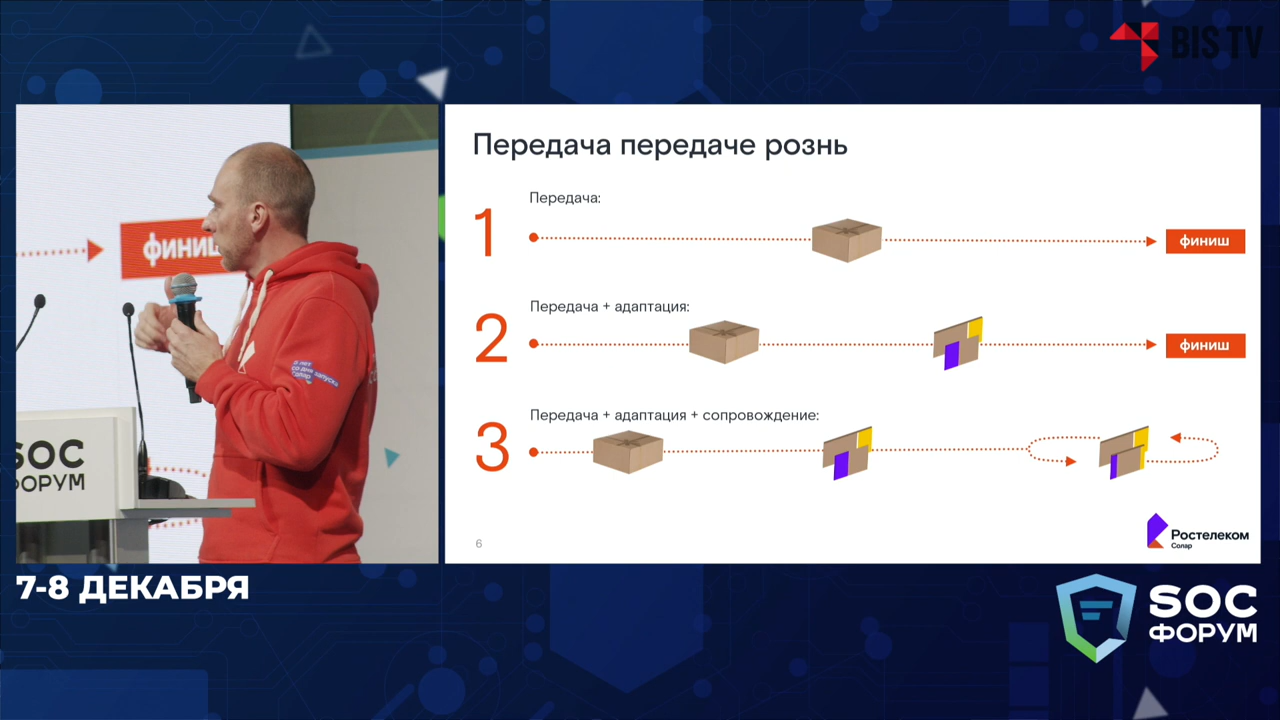 BIS TV
Передача передаче рознь
1
Передача:
финиш
2
Передача + адаптация:
финиш
3
Передача + адаптация + сопровождение:
6
Ростелеком
Солар
финиш
SOC
ФОРУМ
7-8 ДЕКАБРЯ
SOC
ФОРУМ